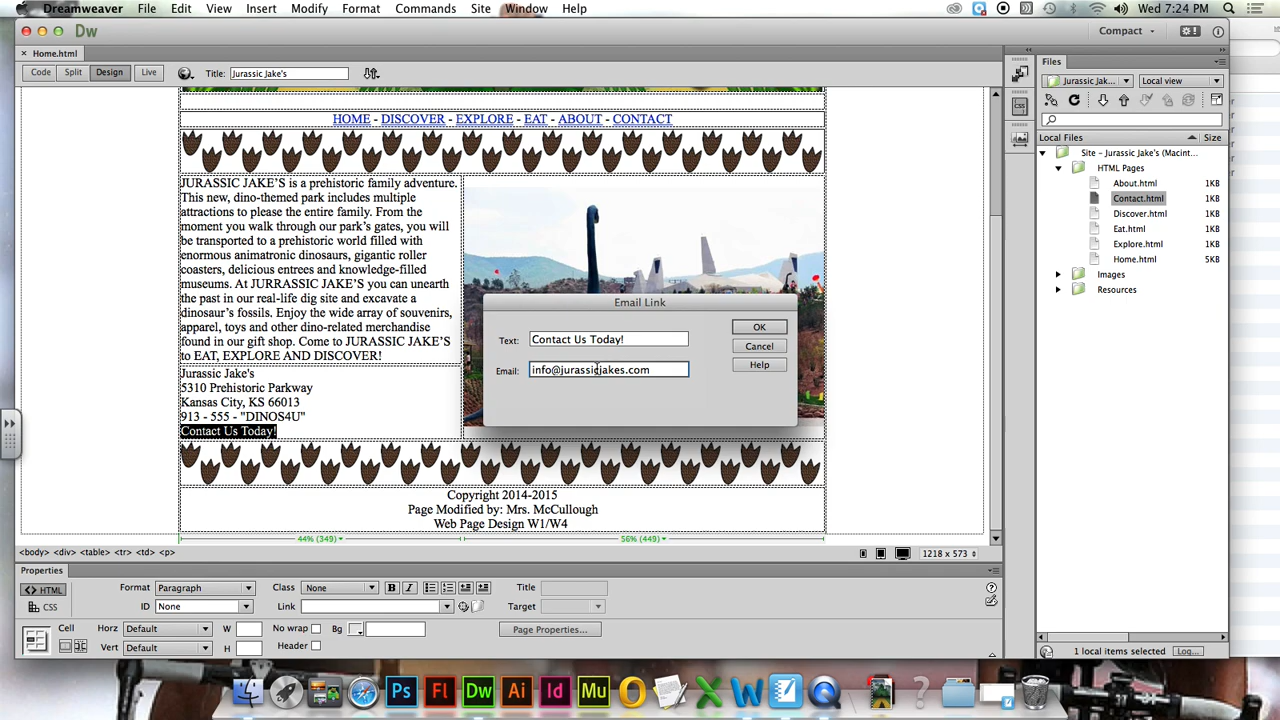 Dreamweaver File Edit View Insert Modify Format Commands Site Window Help
Wed 7:24 PM
Dw
Compact
Home.html
Code Split Design Live
Title: Jurassic Jake's
HOME - DISCOVER - EXPLORE - EAT - ABOUT - CONTACT
JURASSIC JAKE'S is a prehistoric family adventure.
This new, dino-themed park includes multiple
attractions to please the entire family. From the
moment you walk through our park's gates, you will
be transported to a prehistoric world filled with
enormous animatronic dinosaurs, gigantic roller
coasters, delicious entrees and knowledge-filled
museums. At JURRASSIC JAKE'S you can unearth
the past in our real-life dig site and excavate a
dinosaur's fossils. Enjoy the wide array of souvenirs,
apparel, toys and other dino-related merchandise
found in our gift shop. Come to JURASSIC JAKE'S
to EAT, EXPLORE AND DISCOVER!
Jurassic Jake's
5310 Prehistoric Parkway
Kansas City, KS 66013
913 - 555 - "DINOS4U"
Contact Us Today!
Email Link
Text: Contact Us Today!
Email: info@jurassicjakes.com
OK
Cancel
Help
Copyright 2014-2015
Page Modified by: Mrs. McCullough
Web Page Design W1/W4
44% (349) 56% (449)
<body> <div> <table> <tr> <td> <p>
1218 x 573
Properties
HTML
CSS
Format Paragraph Class None B I Title
ID None Link Target
Cell Horz Default W No wrap Bg Page Properties...
Vert Default H Header
Files
Jurassic Jak... Local view
Local Files Size
Site - Jurassic Jake's (Macint...
HTML Pages
About.html 1KB
Contact.html 1KB
Discover.html 1KB
Eat.html 1KB
Explore.html 1KB
Home.html 5KB
Images
Resources
1 local items selected Log...
Ps Fl Dw Ai Id Mu